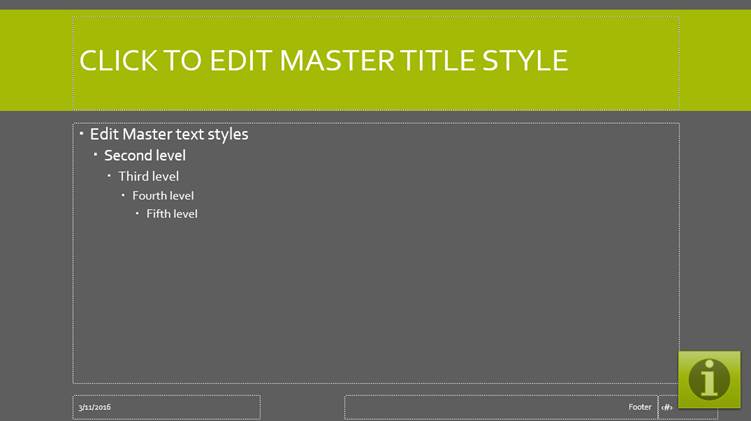 CLICK TO EDIT MASTER TITLE STYLE
• Edit Master text styles
• Second level
• Third level
• Fourth level
• Fifth level
3/11/2016
Footer ‹#›
i